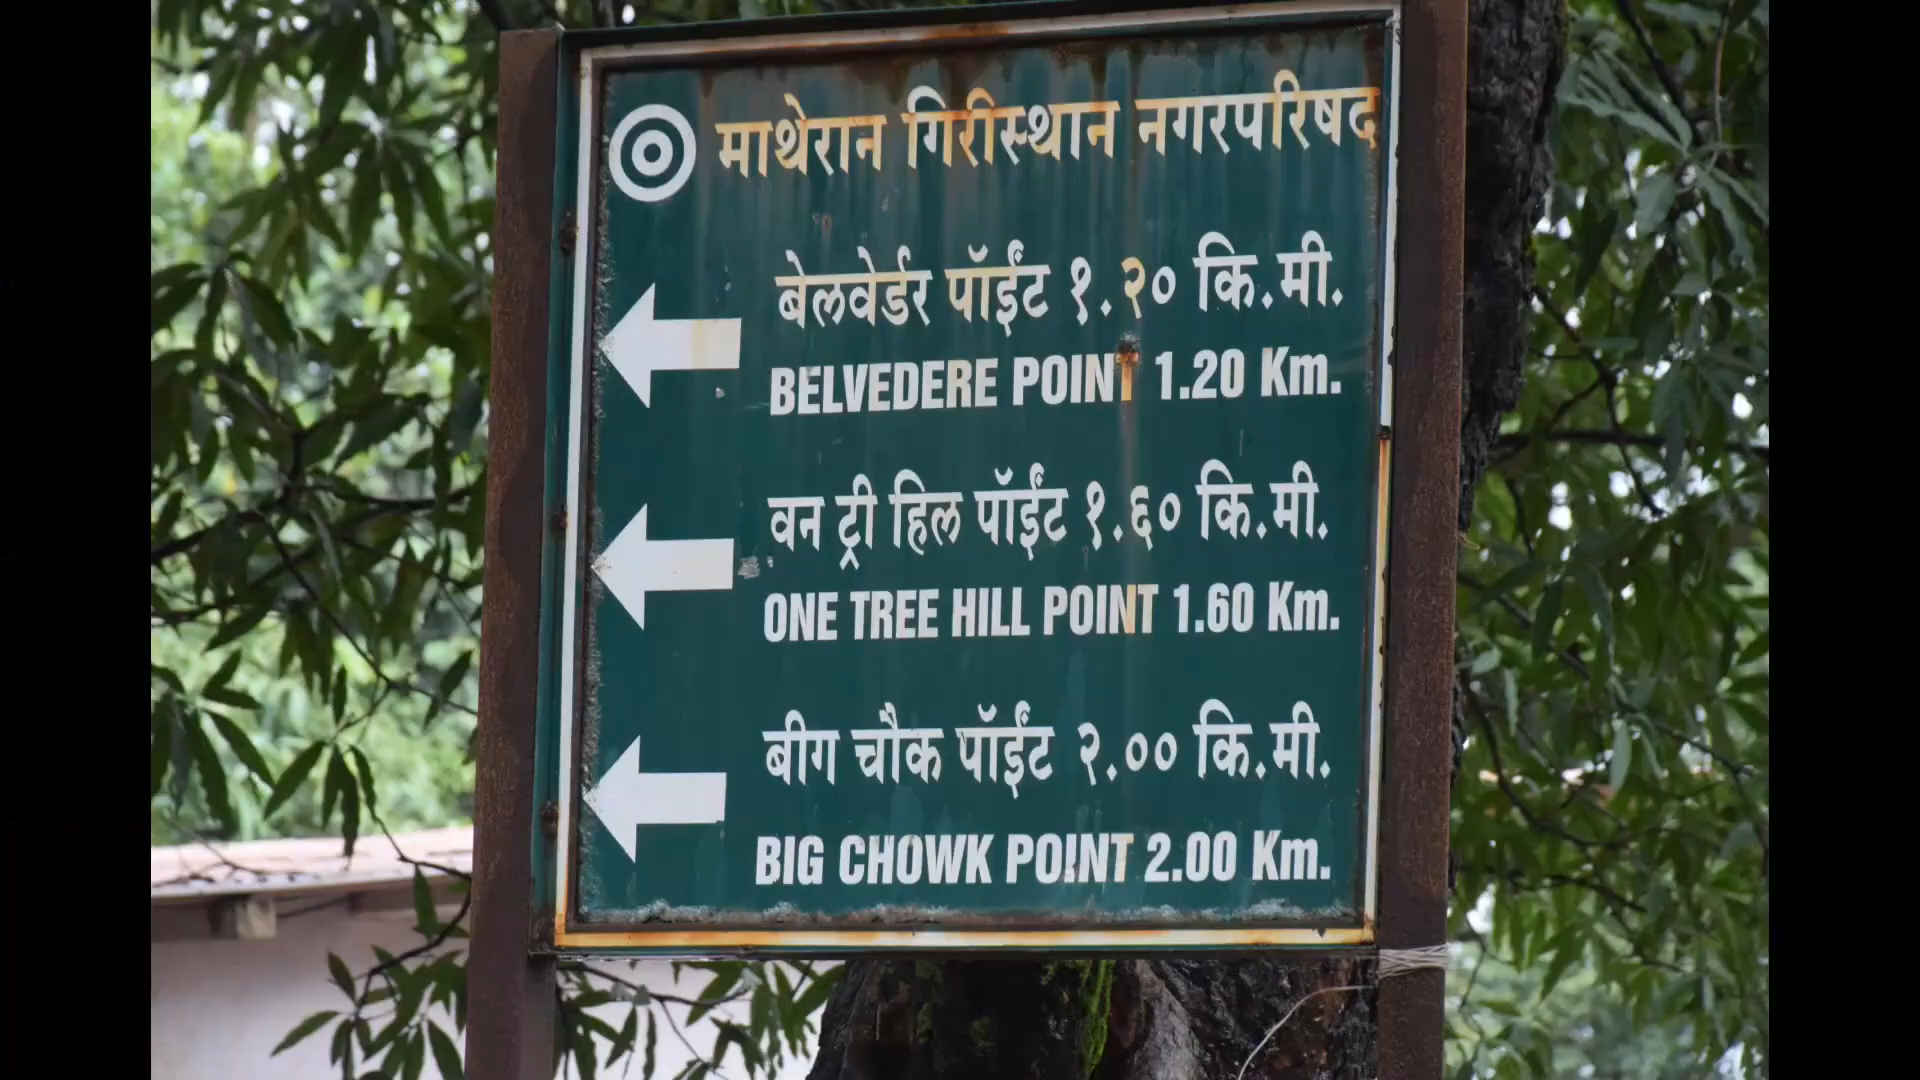 माथेरान गिरीस्थान नगरपरिषद
बेलवेर्डर पॉईंट १.२० कि.मी.
BELVEDERE POINT 1.20 Km.
वन ट्री हिल पॉईंट १.६० कि.मी.
ONE TREE HILL POINT 1.60 Km.
बीग चौक पॉईंट २.०० कि.मी.
BIG CHOWK POINT 2.00 Km.